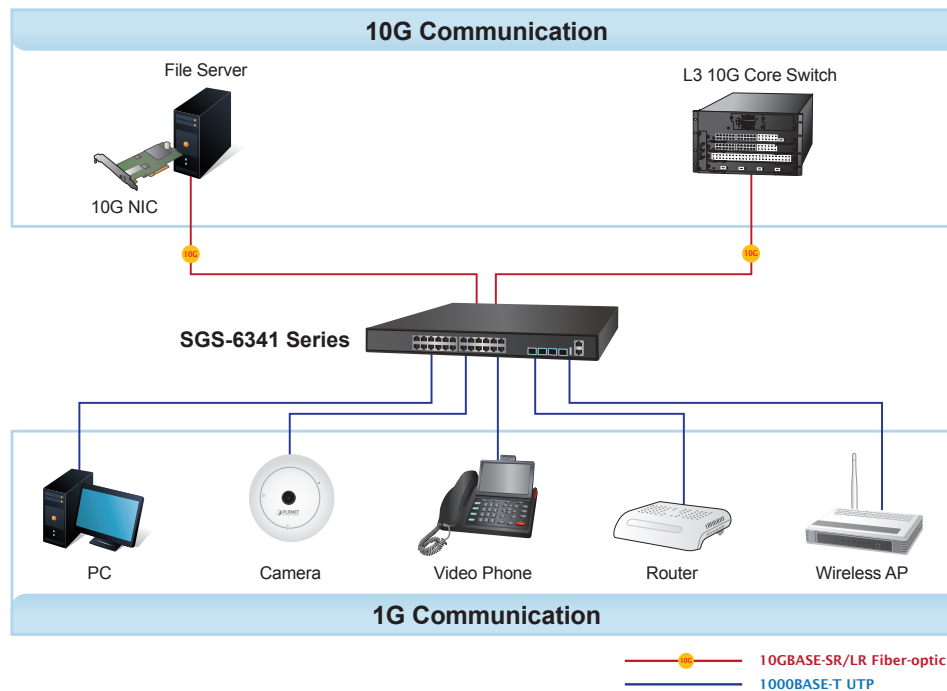 10G Communication
File Server
L3 10G Core Switch
10G NIC
10G
10G
SGS-6341 Series
PLANET
PC
Camera
Video Phone
Router
Wireless AP
1G Communication
10G
10GBASE-SR/LR Fiber-optic
1000BASE-T UTP